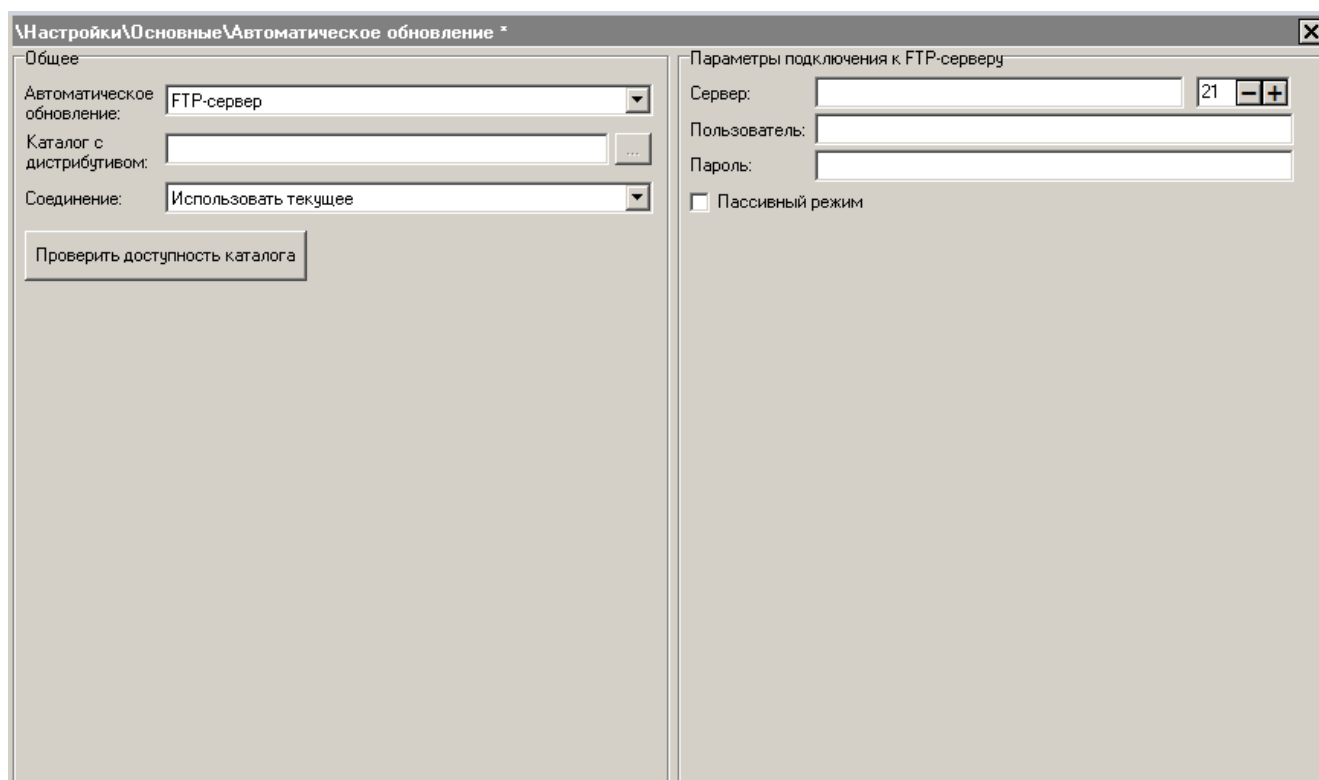 \Настройки\Основные\Автоматическое обновление *
Общее
Автоматическое
обновление:
FTP-сервер
Каталог с
дистрибутивом:
...
Соединение:
Использовать текущее
Проверить доступность каталога
Параметры подключения к FTP-серверу
Сервер:
21
Пользователь:
Пароль:
Пассивный режим